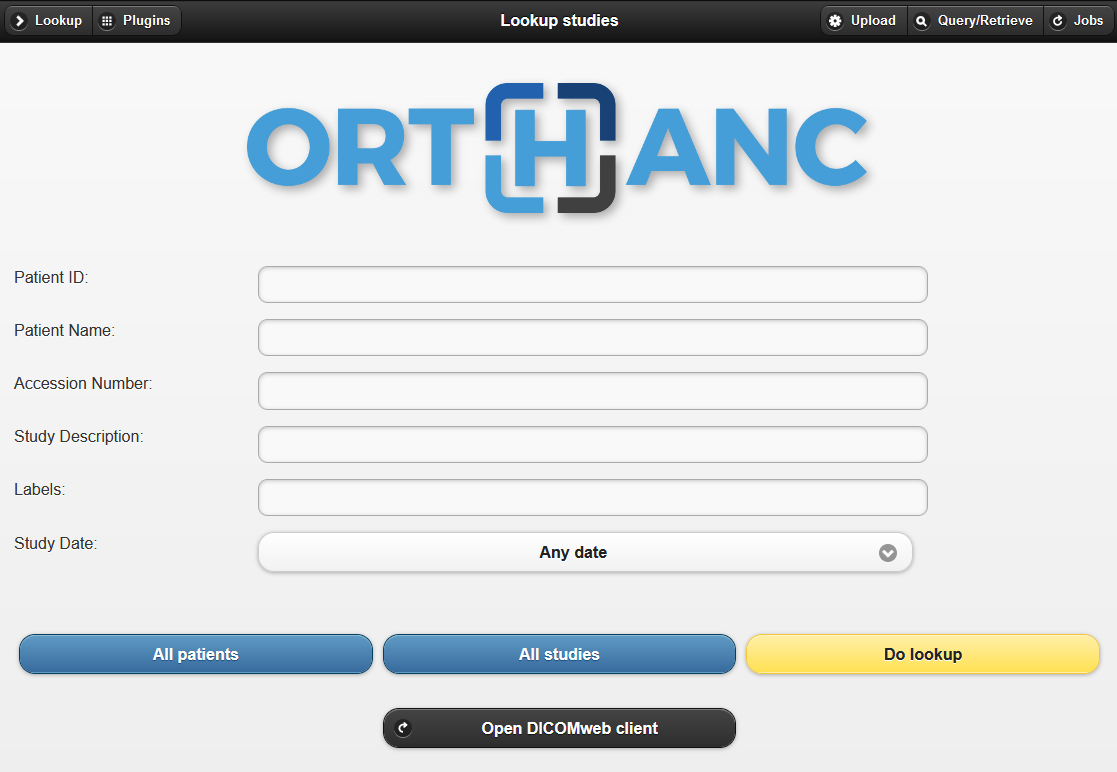 Lookup Plugins Lookup studies Upload Query/Retrieve Jobs
ORTHANC
Patient ID:
Patient Name:
Accession Number:
Study Description:
Labels:
Study Date: Any date
All patients All studies Do lookup
Open DICOMweb client